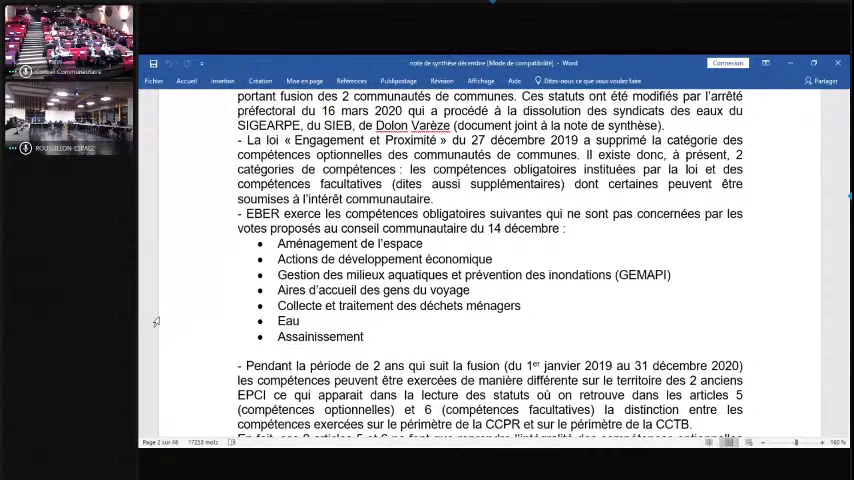 Conseil Communautaire
ROUSSILLON-ESPACE
note de synthèse décembre [Mode de compatibilité] - Word
Connexion
Fichier Accueil Insertion Création Mise en page Références Publipostage Révision Affichage Aide Dites-nous ce que vous voulez faire Partager
portant fusion des 2 communautés de communes. Ces statuts ont été modifiés par l'arrêté
préfectoral du 16 mars 2020 qui a procédé à la dissolution des syndicats des eaux du
SIGEARPE, du SIEB, de Dolon Varèze (document joint à la note de synthèse).
- La loi « Engagement et Proximité » du 27 décembre 2019 a supprimé la catégorie des
compétences optionnelles des communautés de communes. Il existe donc, à présent, 2
catégories de compétences : les compétences obligatoires instituées par la loi et des
compétences facultatives (dites aussi supplémentaires) dont certaines peuvent être
soumises à l'intérêt communautaire.
- EBER exerce les compétences obligatoires suivantes qui ne sont pas concernées par les
votes proposés au conseil communautaire du 14 décembre :
• Aménagement de l'espace
• Actions de développement économique
• Gestion des milieux aquatiques et prévention des inondations (GEMAPI)
• Aires d'accueil des gens du voyage
• Collecte et traitement des déchets ménagers
• Eau
• Assainissement
- Pendant la période de 2 ans qui suit la fusion (du 1er janvier 2019 au 31 décembre 2020)
les compétences peuvent être exercées de manière différente sur le territoire des 2 anciens
EPCI ce qui apparait dans la lecture des statuts où on retrouve dans les articles 5
(compétences optionnelles) et 6 (compétences facultatives) la distinction entre les
compétences exercées sur le périmètre de la CCPR et sur le périmètre de la CCTB.
Page 2 sur 46 17253 mots 160 %